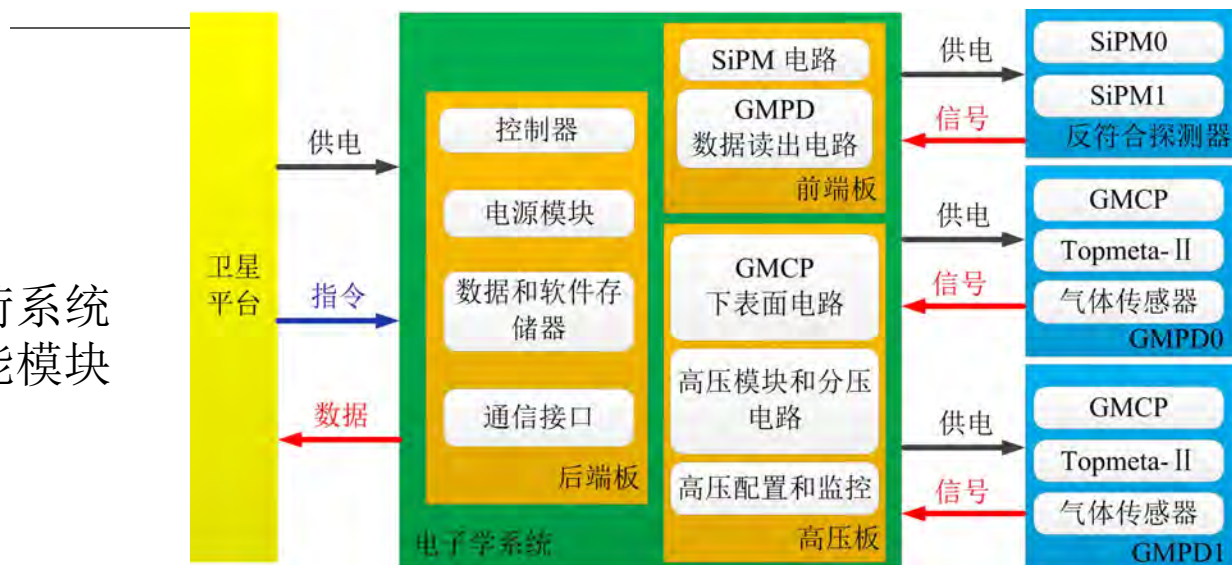 系统
模块
卫星
平台
供电
指令
数据
控制器
电源模块
数据和软件存
储器
通信接口
后端板
电子学系统
SiPM 电路
GMPD
数据读出电路
前端板
GMCP
下表面电路
高压模块和分压
电路
高压配置和监控
高压板
供电
信号
供电
信号
供电
信号
SiPM0
SiPM1
反符合探测器
GMCP
Topmeta-Ⅱ
气体传感器
GMPD0
GMCP
Topmeta-Ⅱ
气体传感器
GMPD1